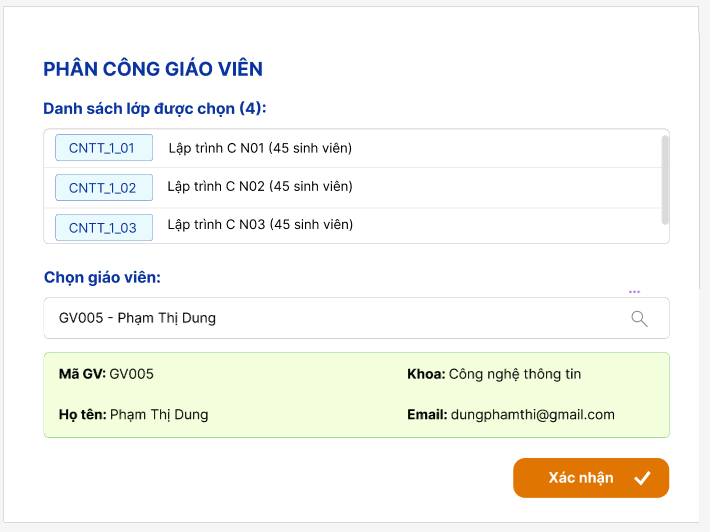 PHÂN CÔNG GIÁO VIÊN
Danh sách lớp được chọn (4):
CNTT_1_01 Lập trình C N01 (45 sinh viên)
CNTT_1_02 Lập trình C N02 (45 sinh viên)
CNTT_1_03 Lập trình C N03 (45 sinh viên)
Chọn giáo viên:
GV005 - Phạm Thị Dung
Mã GV: GV005 Khoa: Công nghệ thông tin
Họ tên: Phạm Thị Dung Email: dungphamthi@gmail.com
Xác nhận